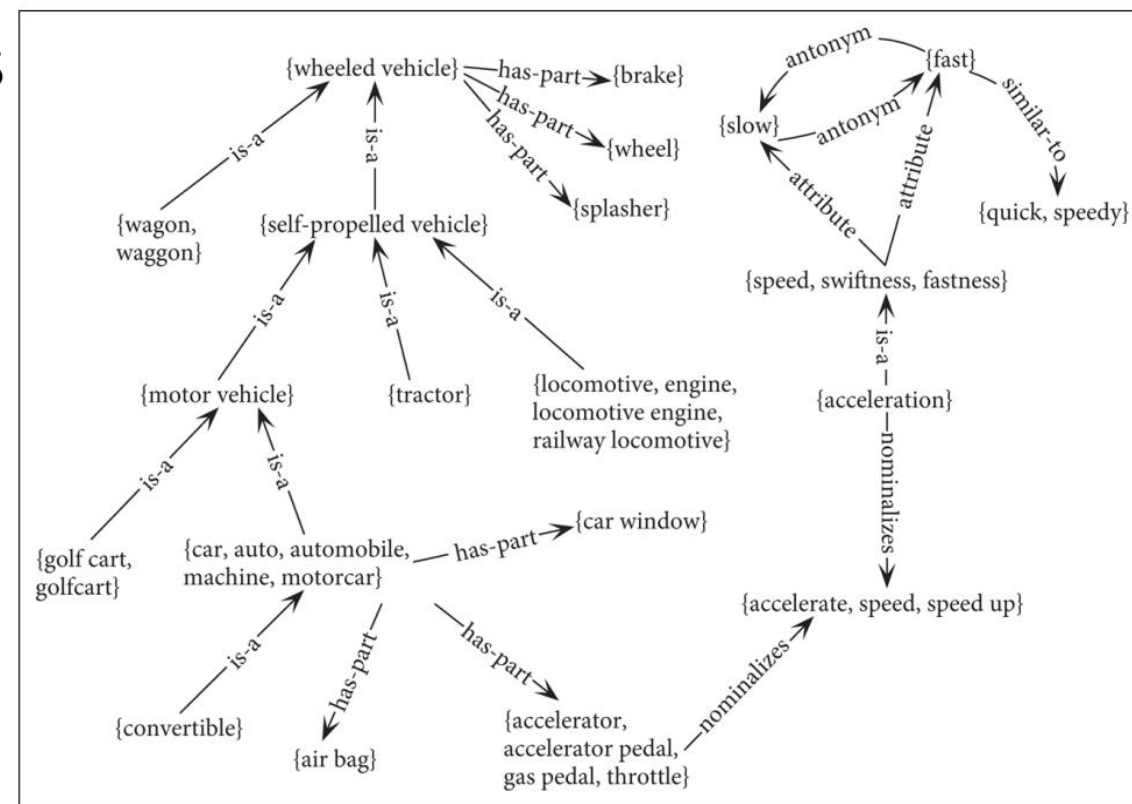 {wheeled vehicle}
has-part
{brake}
has-part
{wheel}
has-part
{splasher}
is-a
is-a
{wagon,
waggon}
{self-propelled vehicle}
is-a
is-a
is-a
{motor vehicle}
{tractor}
{locomotive, engine,
locomotive engine,
railway locomotive}
is-a
is-a
{golf cart,
golfcart}
{car, auto, automobile,
machine, motorcar}
has-part
{car window}
is-a
has-part
has-part
{convertible}
{air bag}
{accelerator,
accelerator pedal,
gas pedal, throttle}
nominalizes
antonym
{fast}
{slow}
antonym
similar-to
attribute
attribute
{quick, speedy}
{speed, swiftness, fastness}
is-a
{acceleration}
nominalizes
{accelerate, speed, speed up}